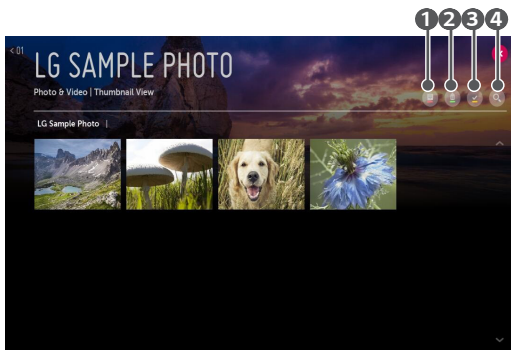 1 2 3 4
< 01
LG SAMPLE PHOTO
Photo & Video | Thumbnail View
LG Sample Photo |